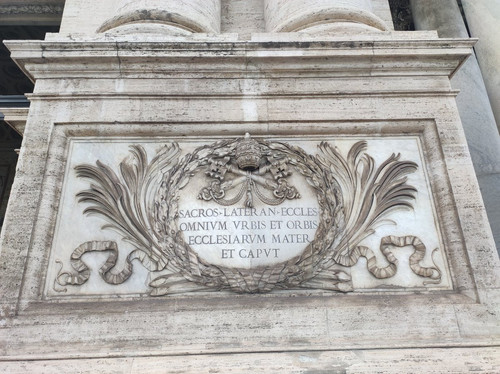 SACROS·LATERAN·ECCLES
OMNIVM VRBIS ET ORBIS
ECCLESIARVM MATER
ET CAPVT